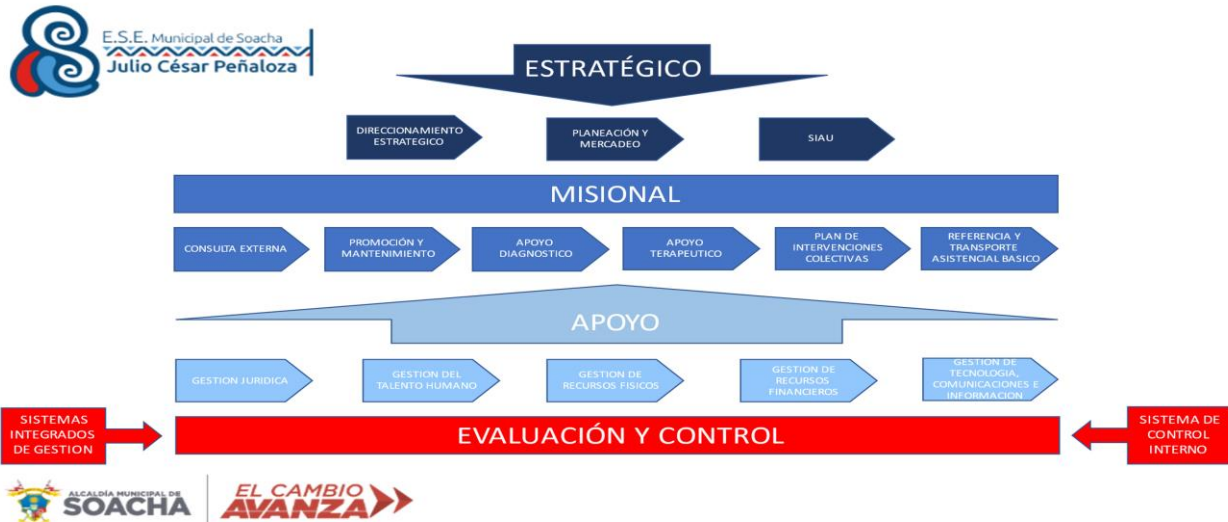 E.S.E. Municipal de Soacha
Julio César Peñaloza
ESTRATÉGICO
DIRECCIONAMIENTO
ESTRATEGICO
PLANEACIÓN Y
MERCADEO
SIAU
MISIONAL
CONSULTA EXTERNA
PROMOCIÓN Y
MANTENIMIENTO
APOYO
DIAGNOSTICO
APOYO
TERAPEUTICO
PLAN DE
INTERVENCIONES
COLECTIVAS
REFERENCIA Y
TRANSPORTE
ASISTENCIAL BASICO
APOYO
GESTION JURIDICA
GESTION DEL
TALENTO HUMANO
GESTION DE
RECURSOS FISICOS
GESTION DE
RECURSOS
FINANCIEROS
GESTION DE
TECNOLOGIA,
COMUNICACIONES E
INFORMACION
SISTEMAS
INTEGRADOS
DE GESTION
EVALUACIÓN Y CONTROL
SISTEMA DE
CONTROL
INTERNO
ALCALDÍA MUNICIPAL DE
SOACHA
EL CAMBIO
AVANZA